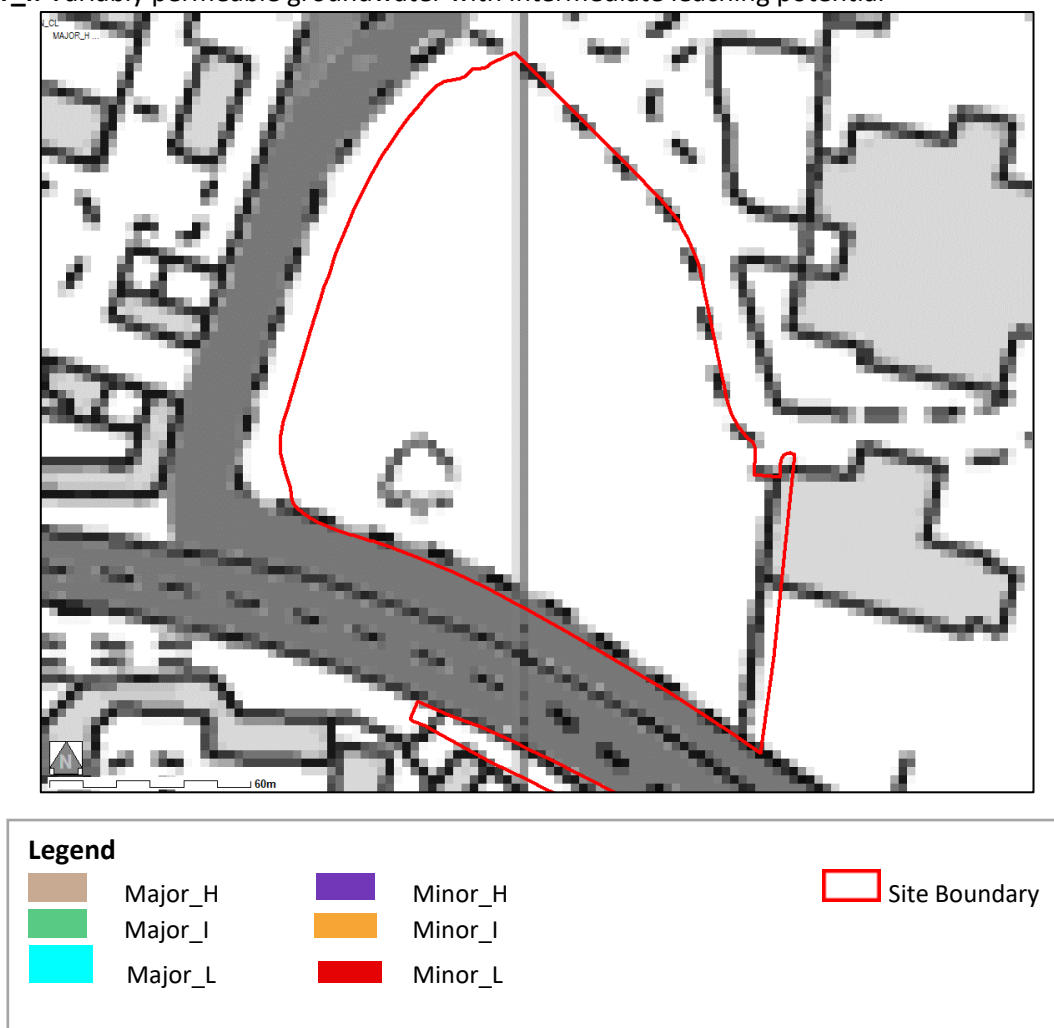 Variably permeable groundwater with intermediate leaching potential
MAJOR_H ...
N
60m
Legend
Major_H
Minor_H
Site Boundary
Major_I
Minor_I
Major_L
Minor_L